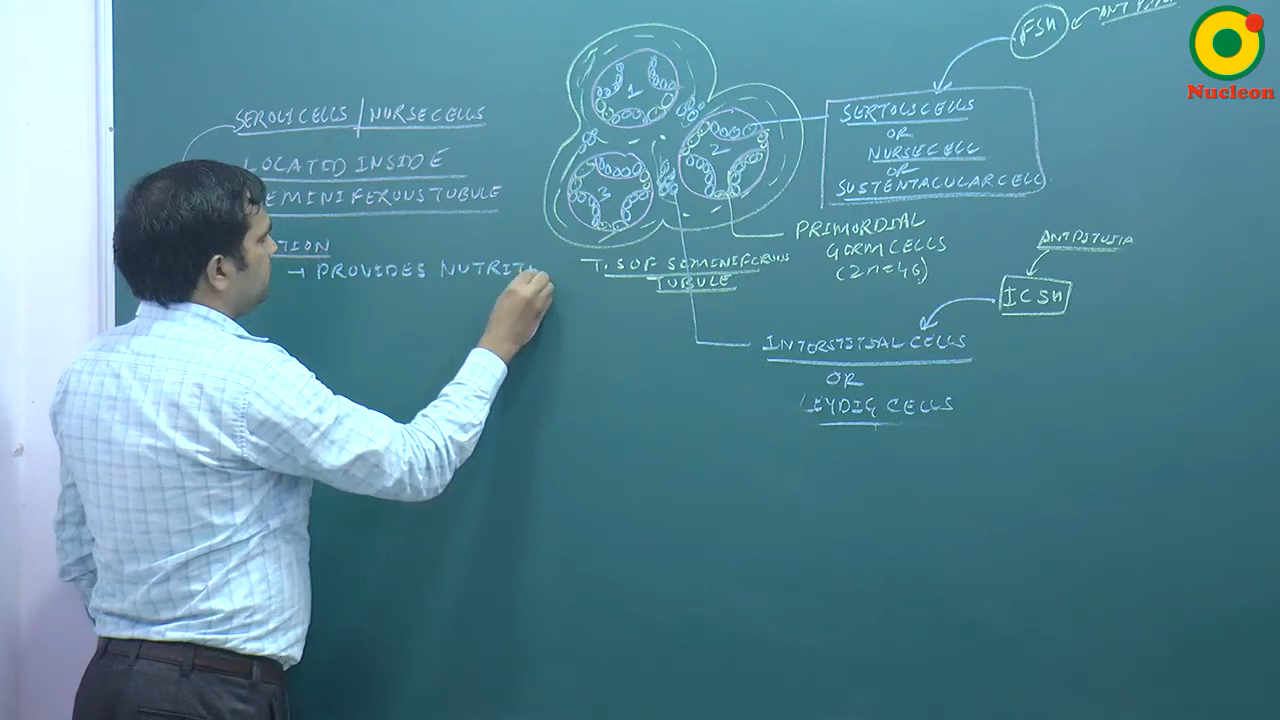 SEROLI CELLS / NURSE CELLS
LOCATED INSIDE
SEMINIFEROUS TUBULE
TION
→ PROVIDES NUTRIT
1
2
3
T. S OF SEMINIFEROUS
TUBULE
FSH
SERTOLI CELLS
OR
NURSE CELL
OR
SUSTENTACULAR CELL
PRIMORDIAL
GERM CELLS
(2n=46)
ANT PITUITA
ICSH
INTERSTITIAL CELLS
OR
LEYDIG CELLS
Nucleon